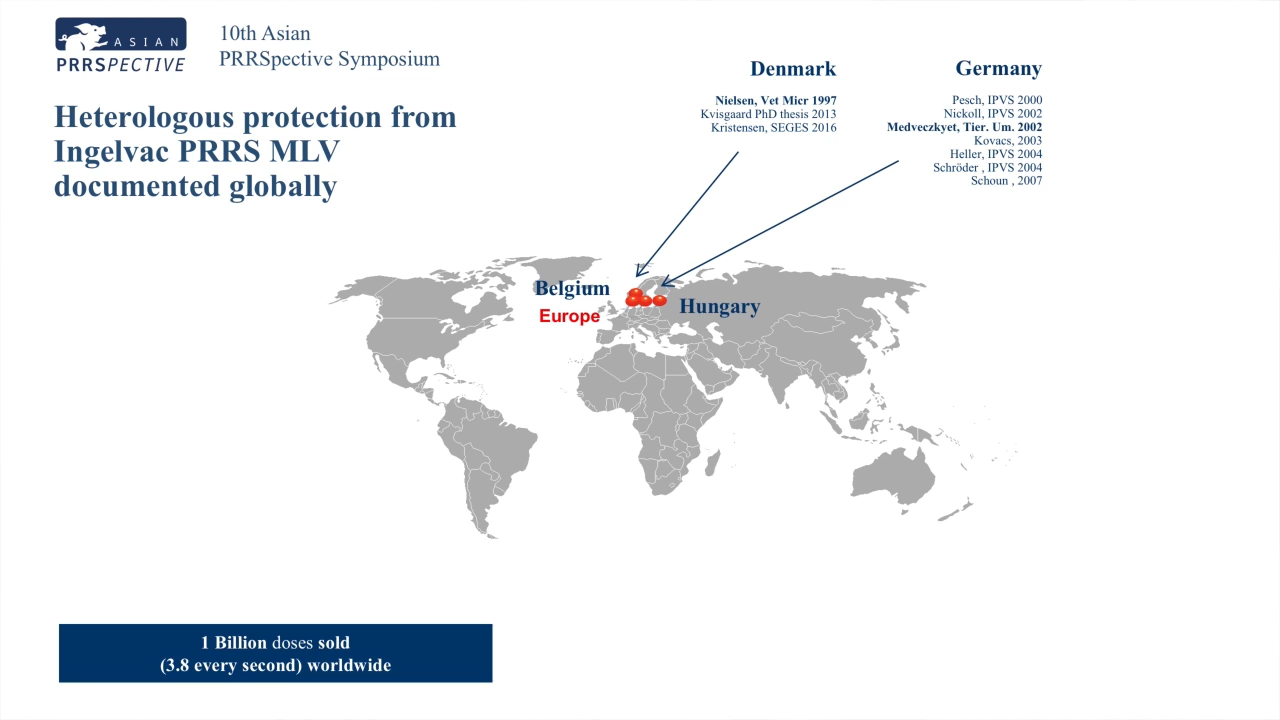 ASIAN
PRRSPECTIVE
10th Asian
PRRSpective Symposium
Heterologous protection from
Ingelvac PRRS MLV
documented globally
Denmark
Nielsen, Vet Micr 1997
Kvisgaard PhD thesis 2013
Kristensen, SEGES 2016
Germany
Pesch, IPVS 2000
Nickoll, IPVS 2002
Medveczkyet, Tier. Um. 2002
Kovacs, 2003
Heller, IPVS 2004
Schröder , IPVS 2004
Schoun , 2007
Belgium
Europe
Hungary
1 Billion doses sold
(3.8 every second) worldwide